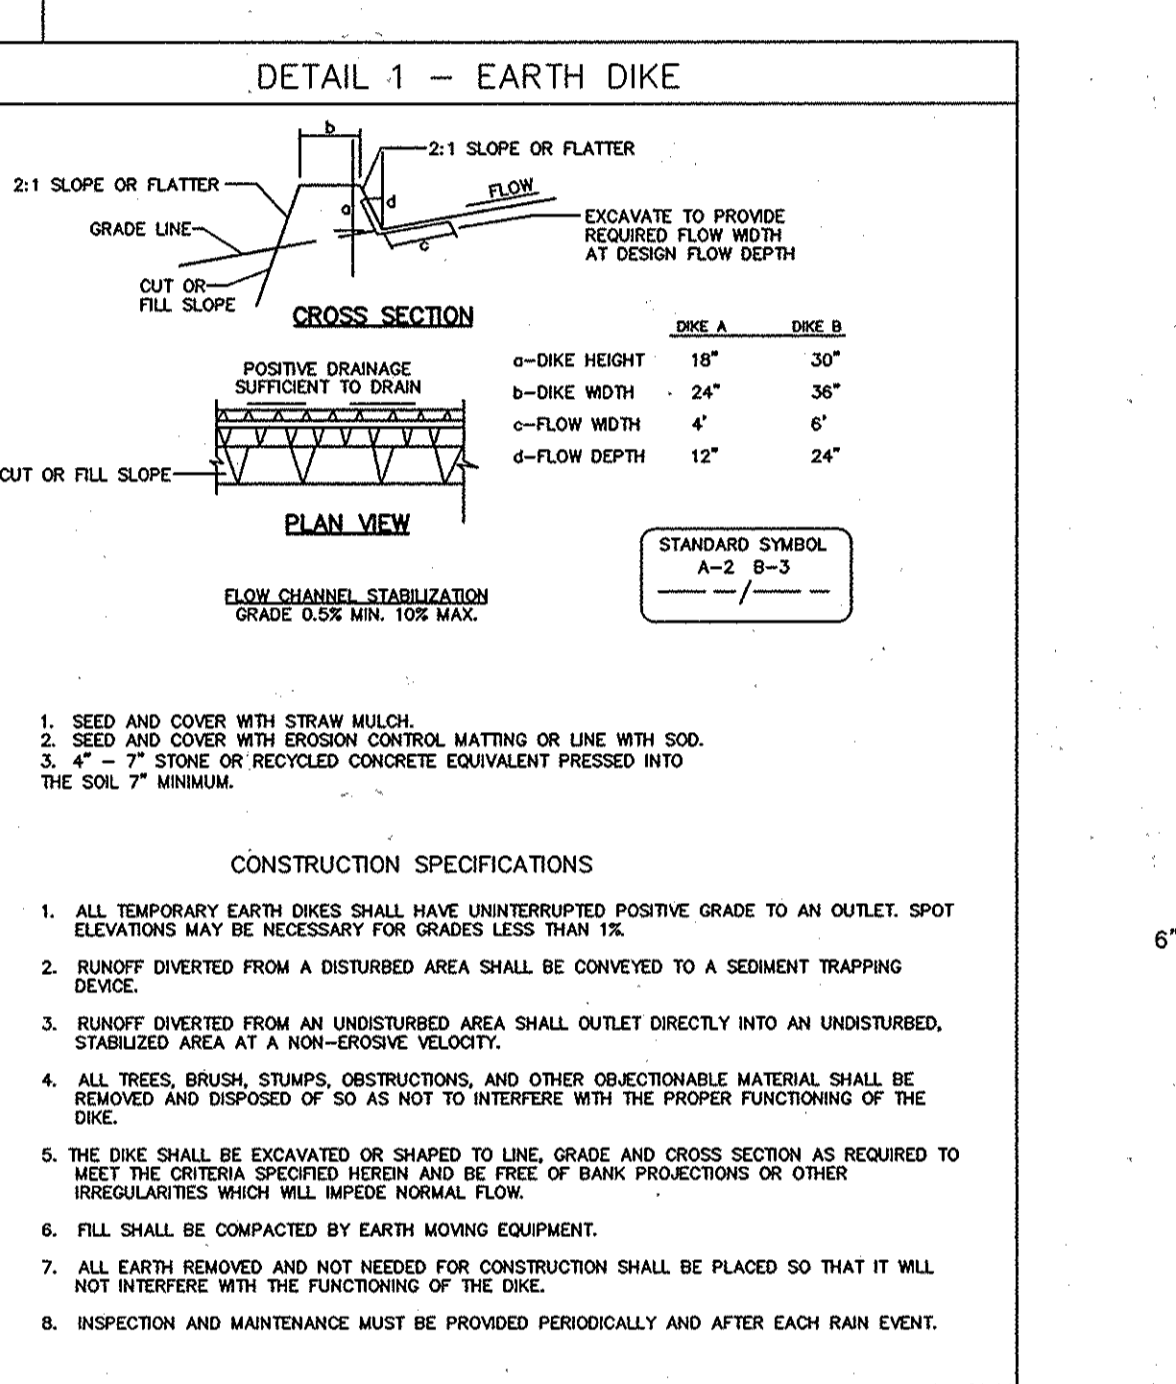 DETAIL 1 — EARTH DIKE
b
2:1 SLOPE OR FLATTER
2:1 SLOPE OR FLATTER
FLOW
a
d
GRADE LINE
EXCAVATE TO PROVIDE
REQUIRED FLOW WIDTH
AT DESIGN FLOW DEPTH
c
CUT OR
FILL SLOPE
CROSS SECTION
DIKE A DIKE B
a-DIKE HEIGHT 18" 30"
b-DIKE WIDTH 24" 36"
c-FLOW WIDTH 4' 6'
d-FLOW DEPTH 12" 24"
POSITIVE DRAINAGE
SUFFICIENT TO DRAIN
CUT OR FILL SLOPE
PLAN VIEW
STANDARD SYMBOL
A-2 B-3
FLOW CHANNEL STABILIZATION
GRADE 0.5% MIN. 10% MAX.
1. SEED AND COVER WITH STRAW MULCH.
2. SEED AND COVER WITH EROSION CONTROL MATTING OR LINE WITH SOD.
3. 4" – 7" STONE OR RECYCLED CONCRETE EQUIVALENT PRESSED INTO
THE SOIL 7" MINIMUM.
CONSTRUCTION SPECIFICATIONS
1. ALL TEMPORARY EARTH DIKES SHALL HAVE UNINTERRUPTED POSITIVE GRADE TO AN OUTLET. SPOT
ELEVATIONS MAY BE NECESSARY FOR GRADES LESS THAN 1%.
6"
2. RUNOFF DIVERTED FROM A DISTURBED AREA SHALL BE CONVEYED TO A SEDIMENT TRAPPING
DEVICE.
3. RUNOFF DIVERTED FROM AN UNDISTURBED AREA SHALL OUTLET DIRECTLY INTO AN UNDISTURBED,
STABILIZED AREA AT A NON-EROSIVE VELOCITY.
4. ALL TREES, BRUSH, STUMPS, OBSTRUCTIONS, AND OTHER OBJECTIONABLE MATERIAL SHALL BE
REMOVED AND DISPOSED OF SO AS NOT TO INTERFERE WITH THE PROPER FUNCTIONING OF THE
DIKE.
5. THE DIKE SHALL BE EXCAVATED OR SHAPED TO LINE, GRADE AND CROSS SECTION AS REQUIRED TO
MEET THE CRITERIA SPECIFIED HEREIN AND BE FREE OF BANK PROJECTIONS OR OTHER
IRREGULARITIES WHICH WILL IMPEDE NORMAL FLOW.
6. FILL SHALL BE COMPACTED BY EARTH MOVING EQUIPMENT.
7. ALL EARTH REMOVED AND NOT NEEDED FOR CONSTRUCTION SHALL BE PLACED SO THAT IT WILL
NOT INTERFERE WITH THE FUNCTIONING OF THE DIKE.
8. INSPECTION AND MAINTENANCE MUST BE PROVIDED PERIODICALLY AND AFTER EACH RAIN EVENT.